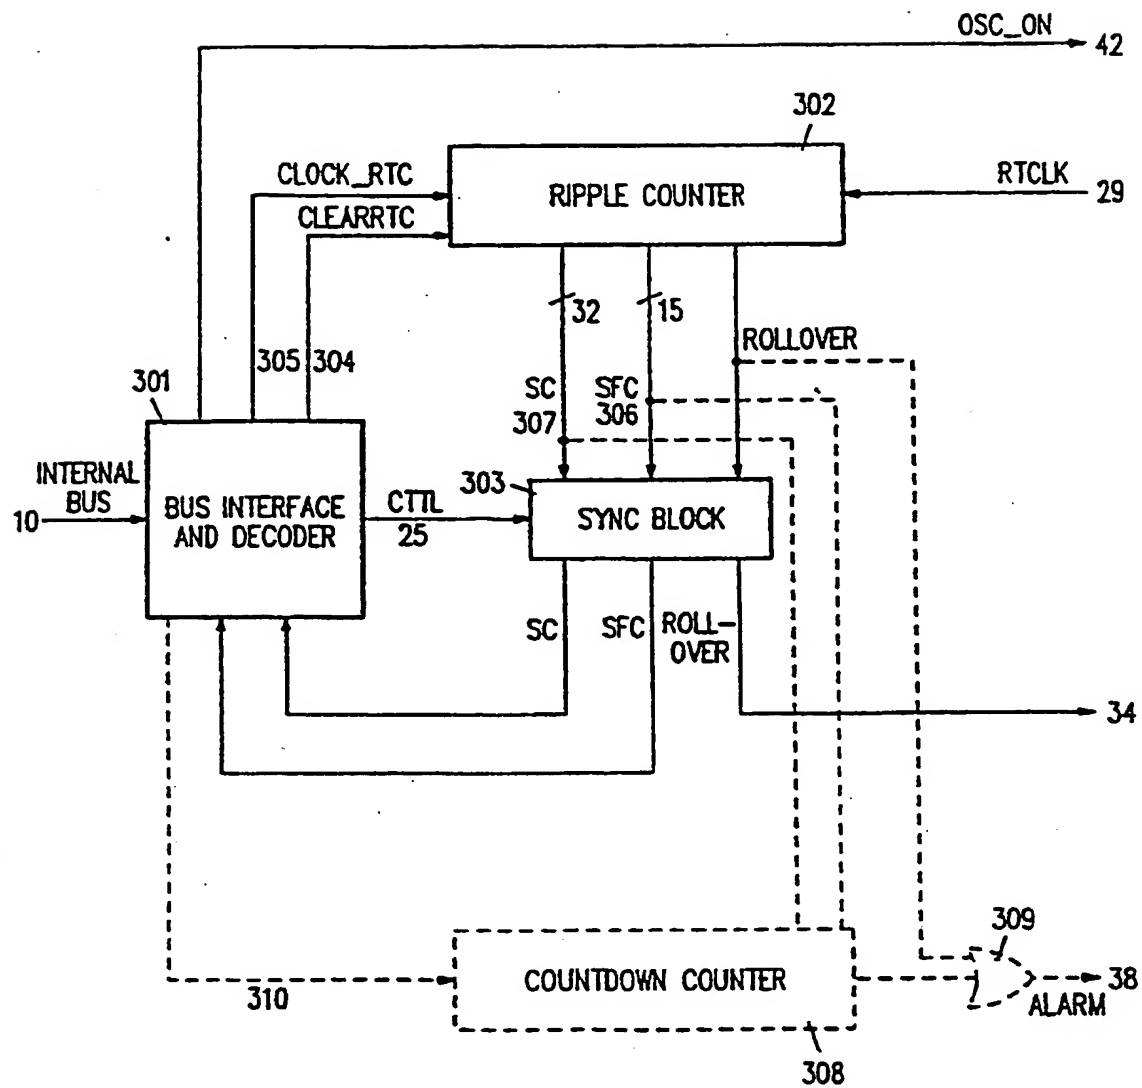 OSC_ON
42
302
CLOCK_RTC
RIPPLE COUNTER
RTCLK
29
CLEARRTC
32
15
305
304
ROLLOVER
301
SC
307
SFC
306
INTERNAL
BUS
10
BUS INTERFACE
AND DECODER
CTTL
25
303
SYNC BLOCK
SC
SFC
ROLL-
OVER
34
309
310
COUNTDOWN COUNTER
38
ALARM
308